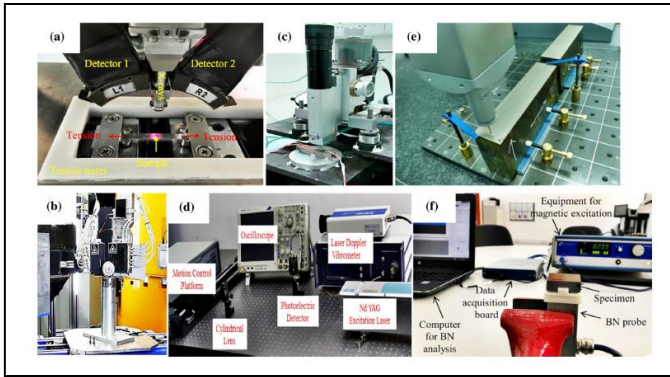 (a)
Detector 1
Detector 2
L1
R2
Tension
Tension
Sample
Tensile tester
(c)
(e)
(b)
(d)
Oscilloscope
Laser Doppler
Vibrometer
Motion Control
Platform
Cylindrical
Lens
Photoelectric
Detector
Nd YAG
Excitation Laser
(f)
Equipment for
magnetic excitation
Data
acquisition
board
Specimen
BN probe
Computer
for BN
analysis